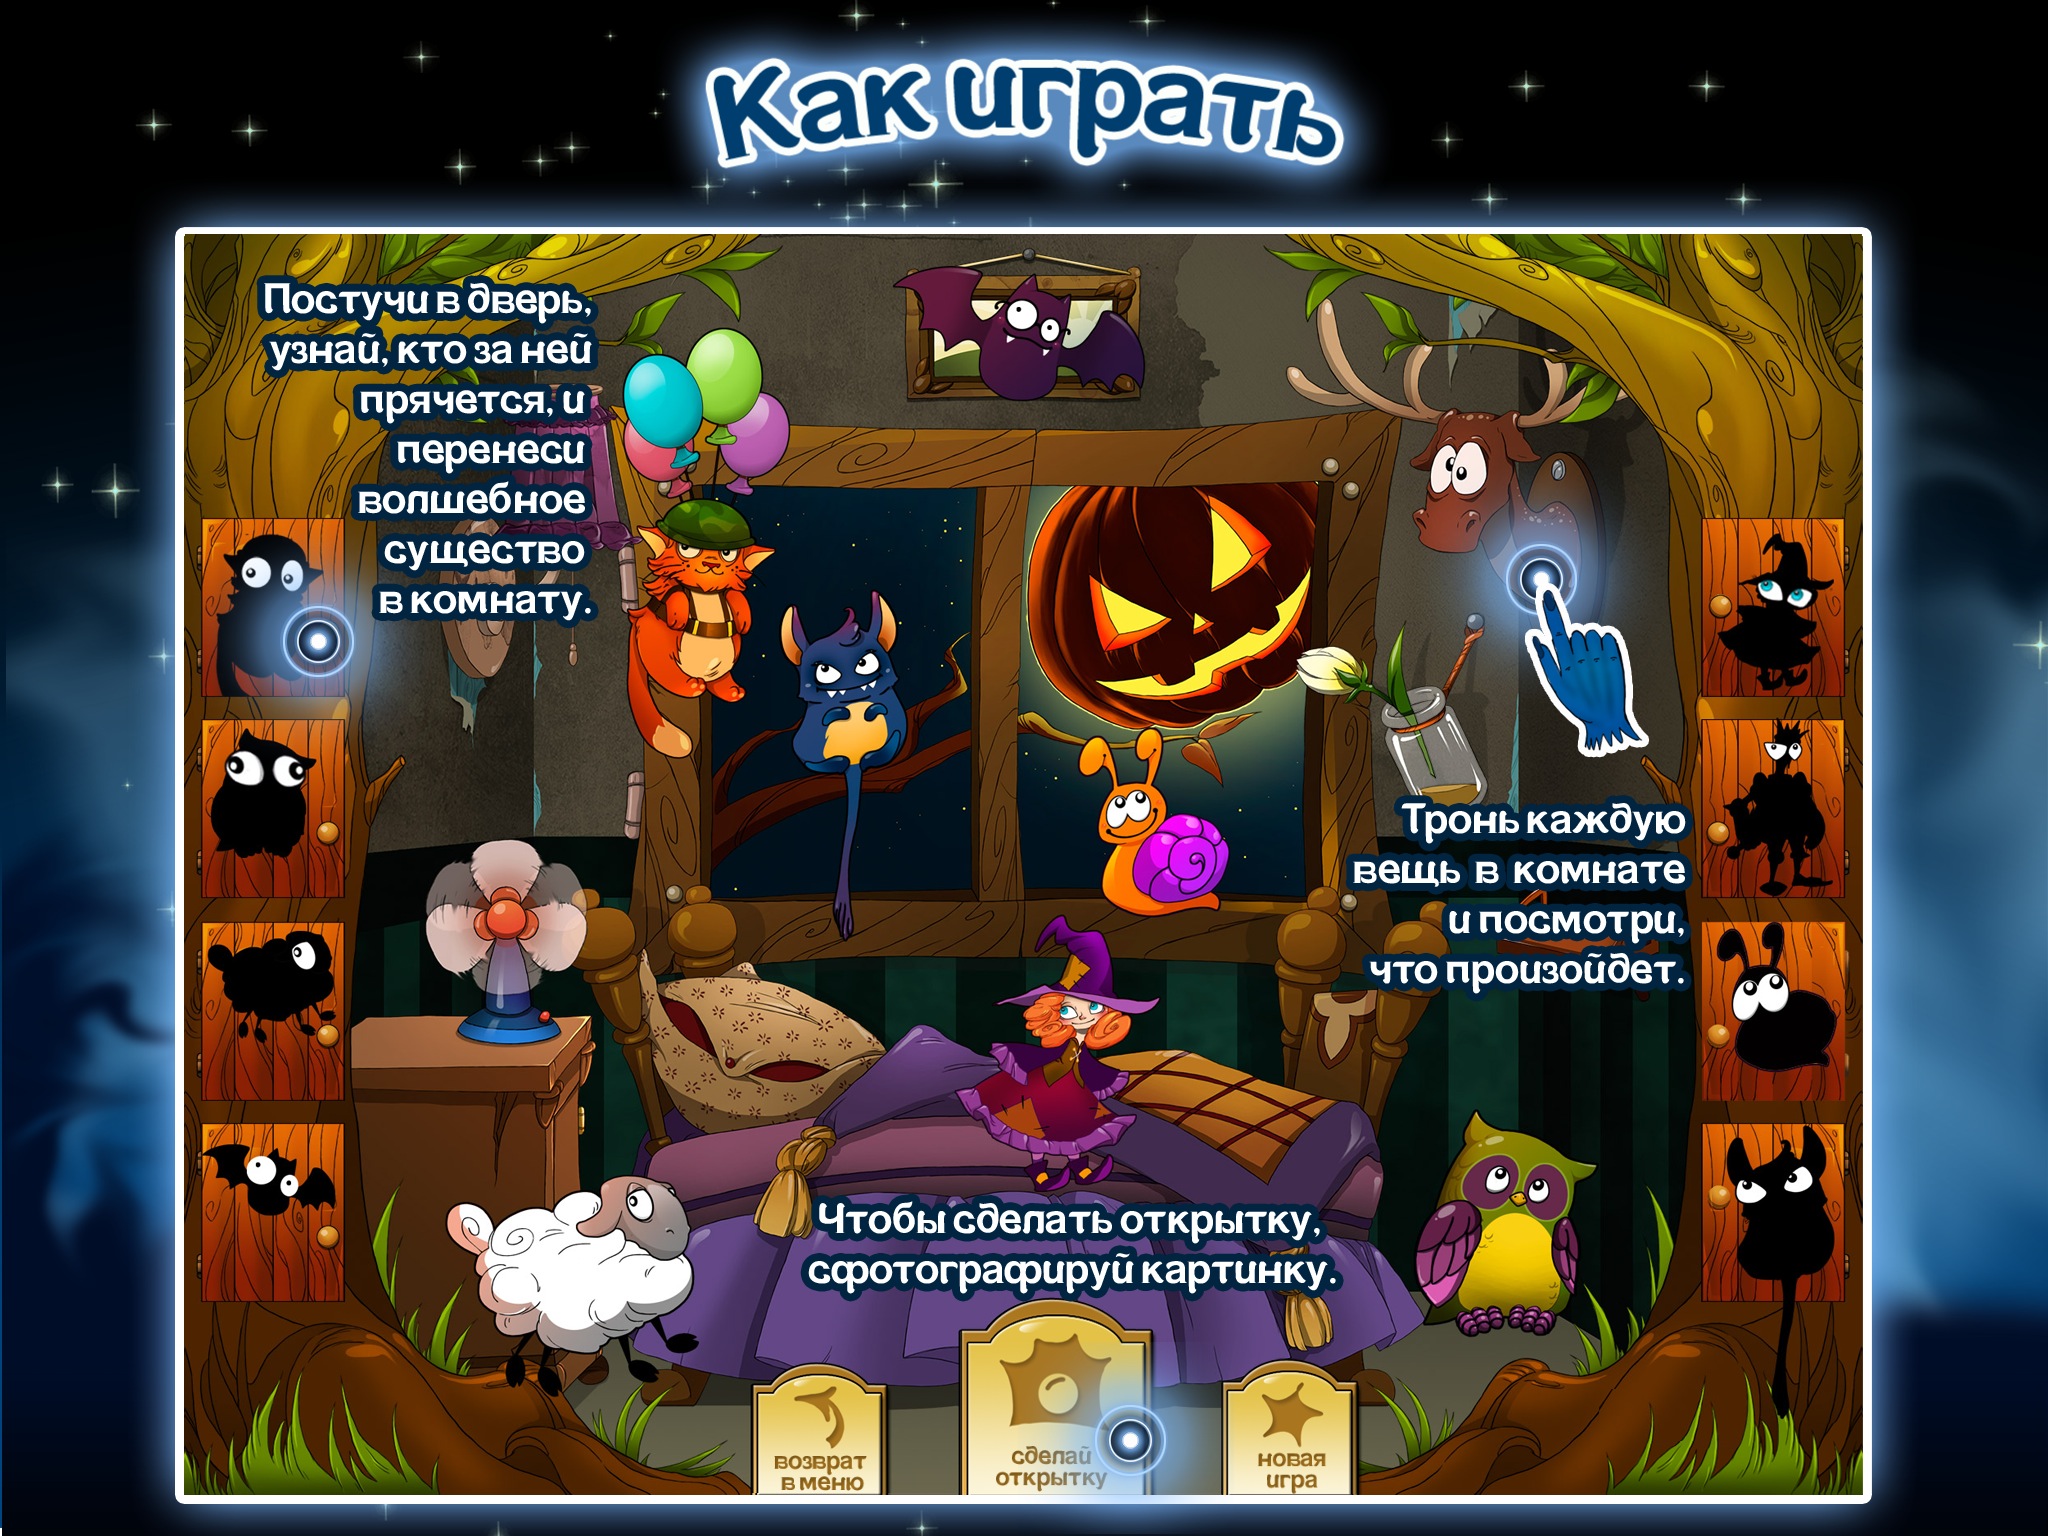 Как играть
Постучи в дверь,
узнай, кто за ней
прячется, и
перенеси
волшебное
существо
в комнату.
Тронь каждую
вещь в комнате
и посмотри,
что произойдет.
Чтобы сделать открытку,
сфотографируй картинку.
возврат
в меню
сделай
открытку
новая
игра